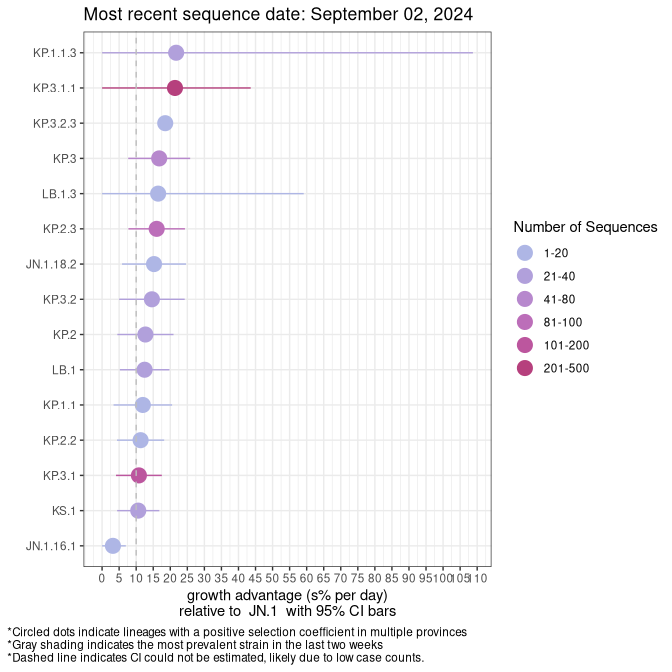 Most recent sequence date: September 02, 2024
KP.1.1.3
KP.3.1.1
KP.3.2.3
KP.3
LB.1.3
KP.2.3
JN.1.18.2
KP.3.2
KP.2
LB.1
KP.1.1
KP.2.2
KP.3.1
KS.1
JN.1.16.1
0 5 10 15 20 25 30 35 40 45 50 55 60 65 70 75 80 85 90 95 100 105 110
growth advantage (s% per day)
relative to JN.1 with 95% CI bars
Number of Sequences
1-20
21-40
41-80
81-100
101-200
201-500
*Circled dots indicate lineages with a positive selection coefficient in multiple provinces
*Gray shading indicates the most prevalent strain in the last two weeks
*Dashed line indicates CI could not be estimated, likely due to low case counts.